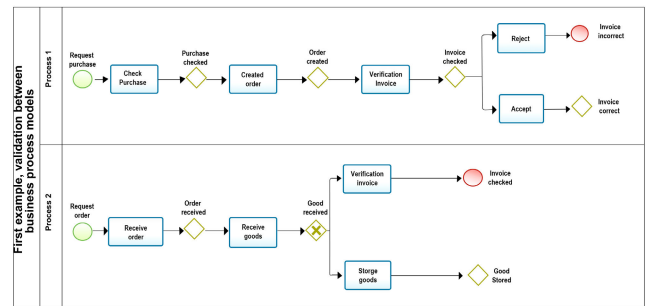 First example, validation between
business process models
Process 1
Request
purchase
Check
Purchase
Purchase
checked
Created
order
Order
created
Verification
Invoice
Invoice
checked
Reject
Invoice
incorrect
Accept
Invoice
correct
Process 2
Request
order
Receive
order
Order
received
Receive
goods
Good
received
Verification
invoice
Invoice
checked
Storge
goods
Good
Stored